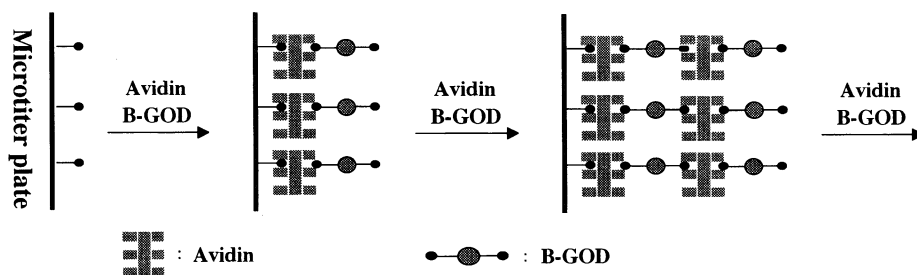 Microtiter plate
Avidin
B-GOD
Avidin
B-GOD
Avidin
B-GOD
: Avidin
: B-GOD